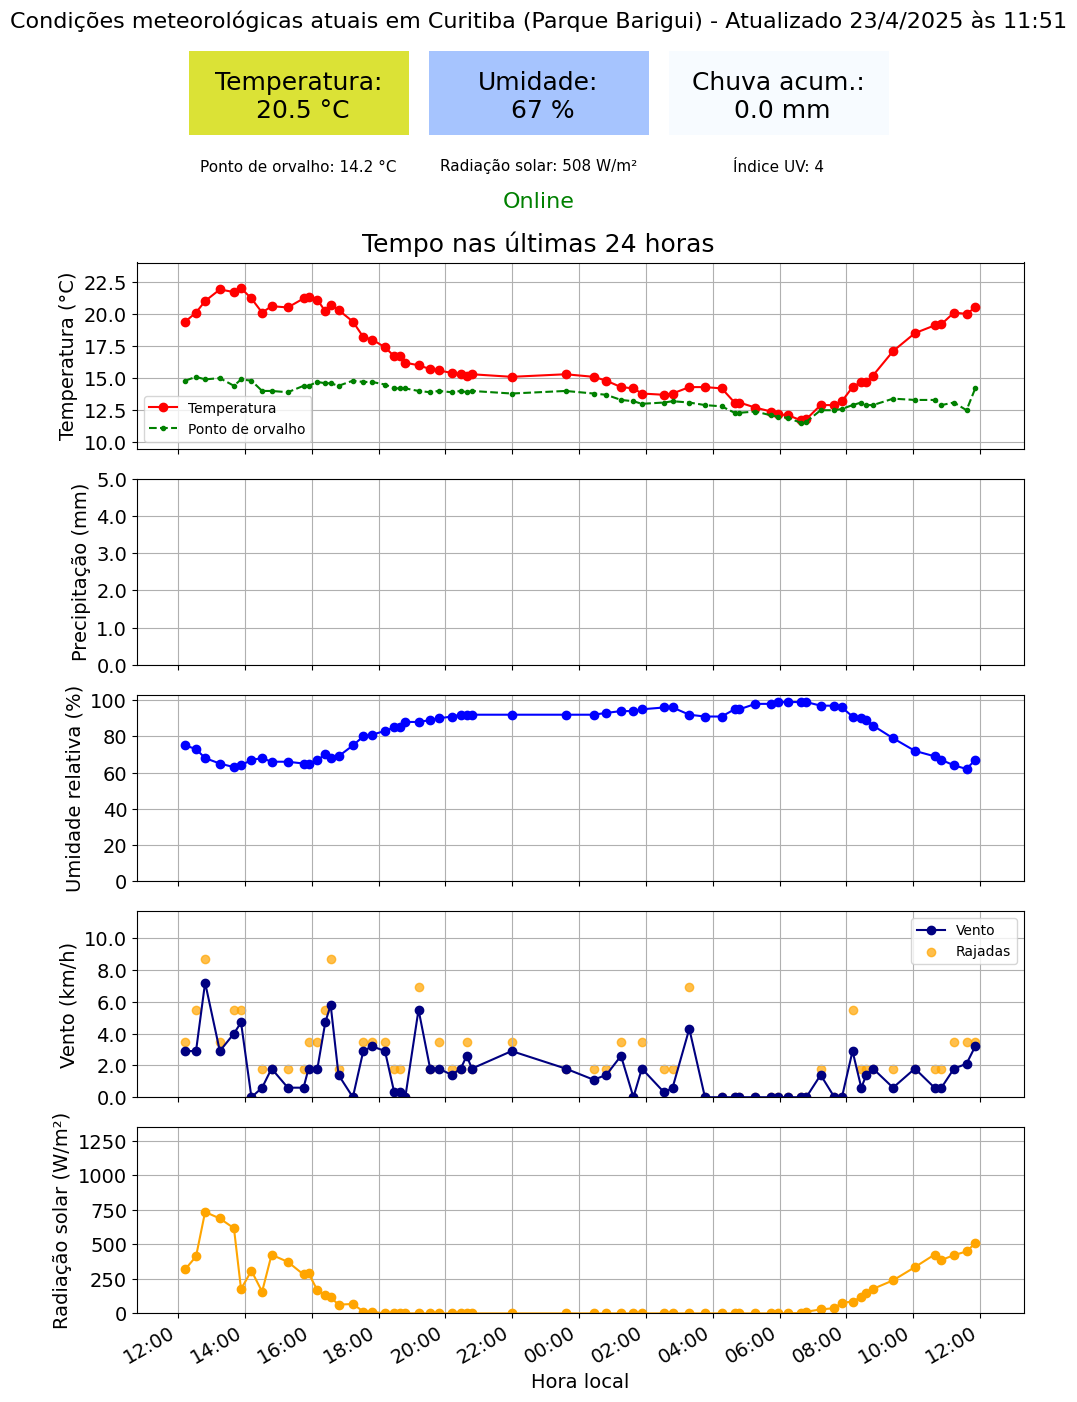 Condições meteorológicas atuais em Curitiba (Parque Barigui) - Atualizado 23/4/2025 às 11:51
Temperatura:
20.5 °C
Umidade:
67 %
Chuva acum.:
0.0 mm
Ponto de orvalho: 14.2 °C
Radiação solar: 508 W/m²
Índice UV: 4
Online
Tempo nas últimas 24 horas
Temperatura (°C)
22.5
20.0
17.5
15.0
12.5
10.0
Temperatura
Ponto de orvalho
Precipitação (mm)
5.0
4.0
3.0
2.0
1.0
0.0
Umidade relativa (%)
100
80
60
40
20
0
Vento (km/h)
10.0
8.0
6.0
4.0
2.0
0.0
Vento
Rajadas
Radiação solar (W/m²)
1250
1000
750
500
250
0
12:00
14:00
16:00
18:00
20:00
22:00
00:00
02:00
04:00
06:00
08:00
10:00
12:00
Hora local